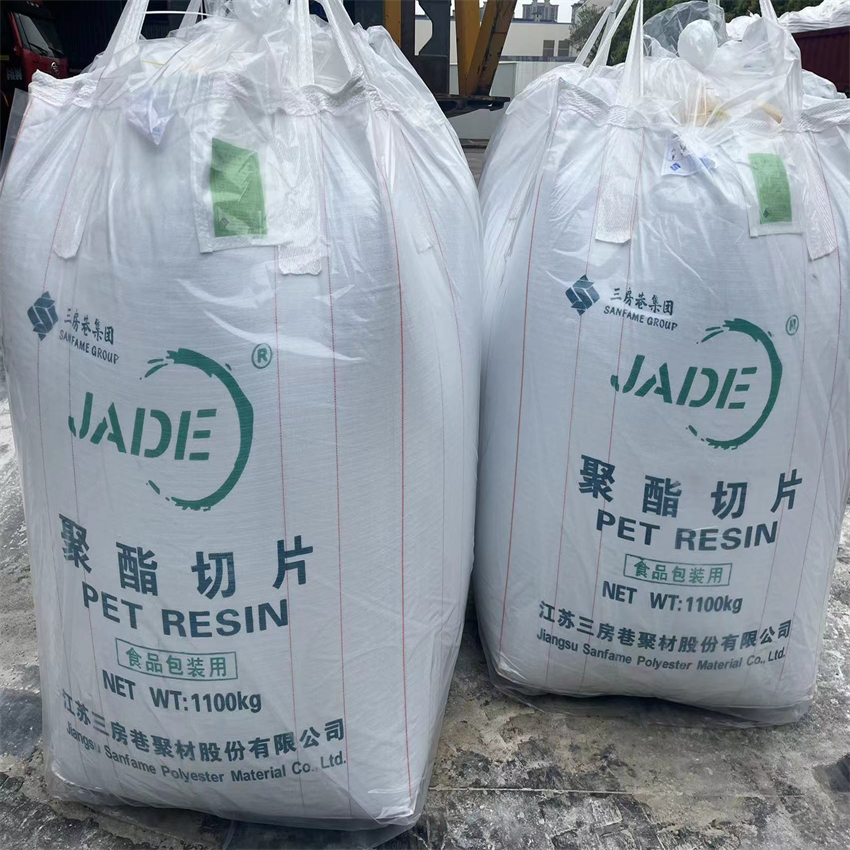 三房巷集团
SANFAME GROUP
JADE®
聚酯切片
PET RESIN
食品包装用
NET WT:1100kg
江苏三房巷聚材股份有限公司
Jiangsu Sanfame Polyester Material Co., Ltd.
三房巷集团
SANFAME GROUP
JADE®
聚酯切片
PET RESIN
食品包装用
NET WT:1100kg
江苏三房巷聚材股份有限公司
Jiangsu Sanfame Polyester Material Co., Ltd.